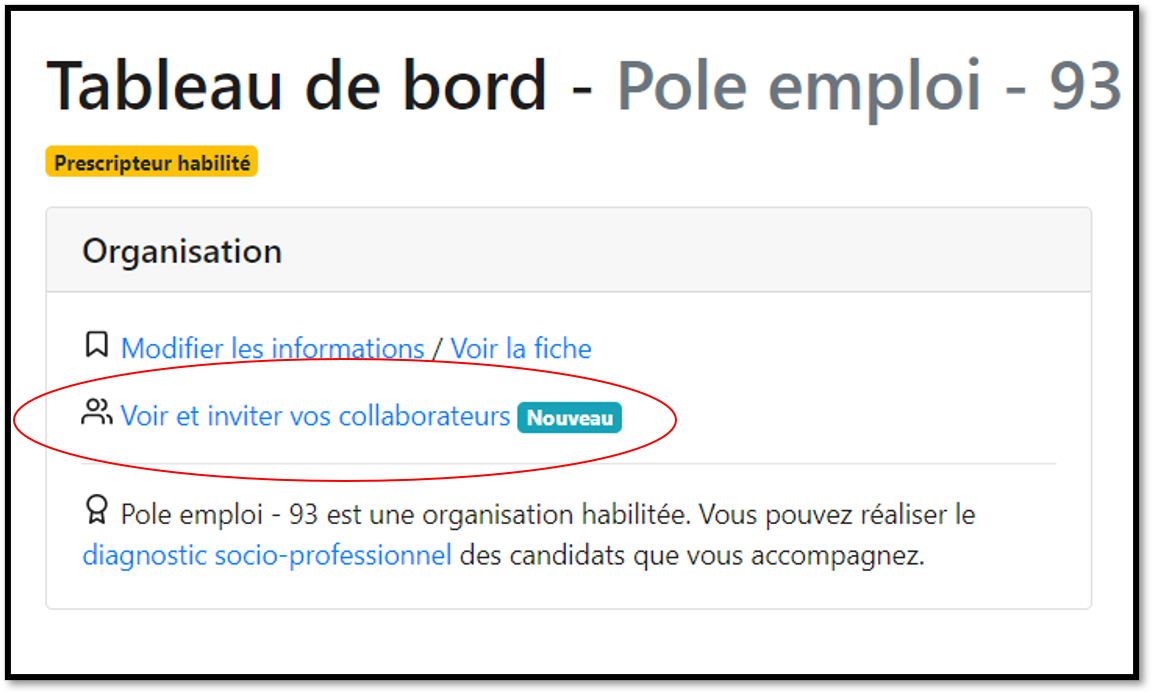 Tableau de bord - Pole emploi - 93
Prescripteur habilité
Organisation
Modifier les informations / Voir la fiche
Voir et inviter vos collaborateurs Nouveau
Pole emploi - 93 est une organisation habilitée. Vous pouvez réaliser le
diagnostic socio-professionnel des candidats que vous accompagnez.